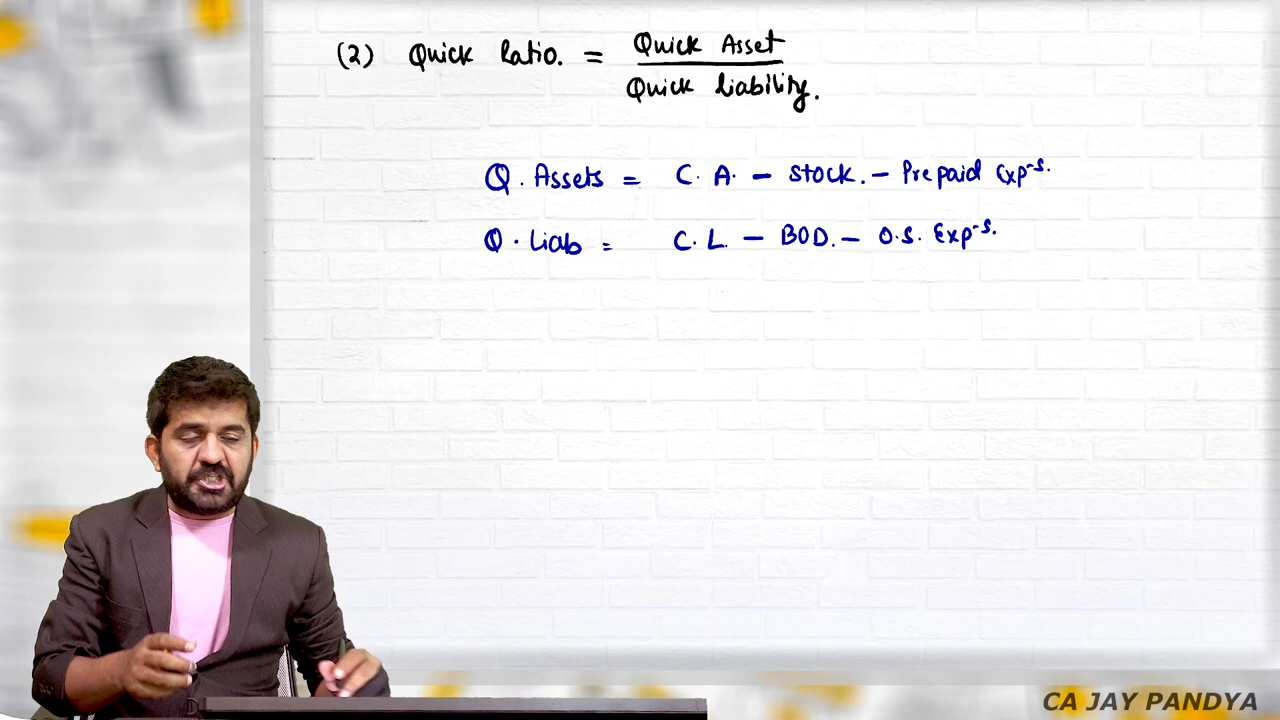 (2) Quick Ratio. = Quick Asset
Quick Liability.
Q. Assets = C. A. - Stock. - Prepaid Exp-s.
Q. Liab = C. L. - BOD. - O.S. Exp-s.
CA JAY PANDYA